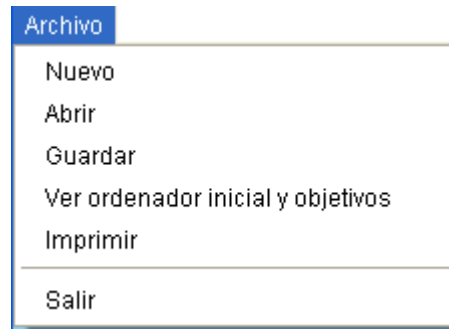 Archivo
Nuevo
Abrir
Guardar
Ver ordenador inicial y objetivos
Imprimir
Salir